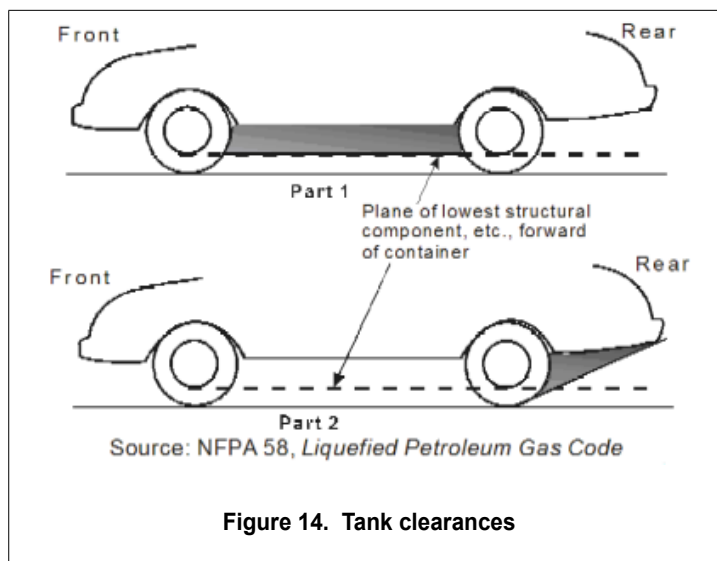 Front
Rear
Part 1
Plane of lowest structural
component, etc., forward
of container
Front
Rear
Part 2
Source: NFPA 58, Liquefied Petroleum Gas Code
Figure 14. Tank clearances